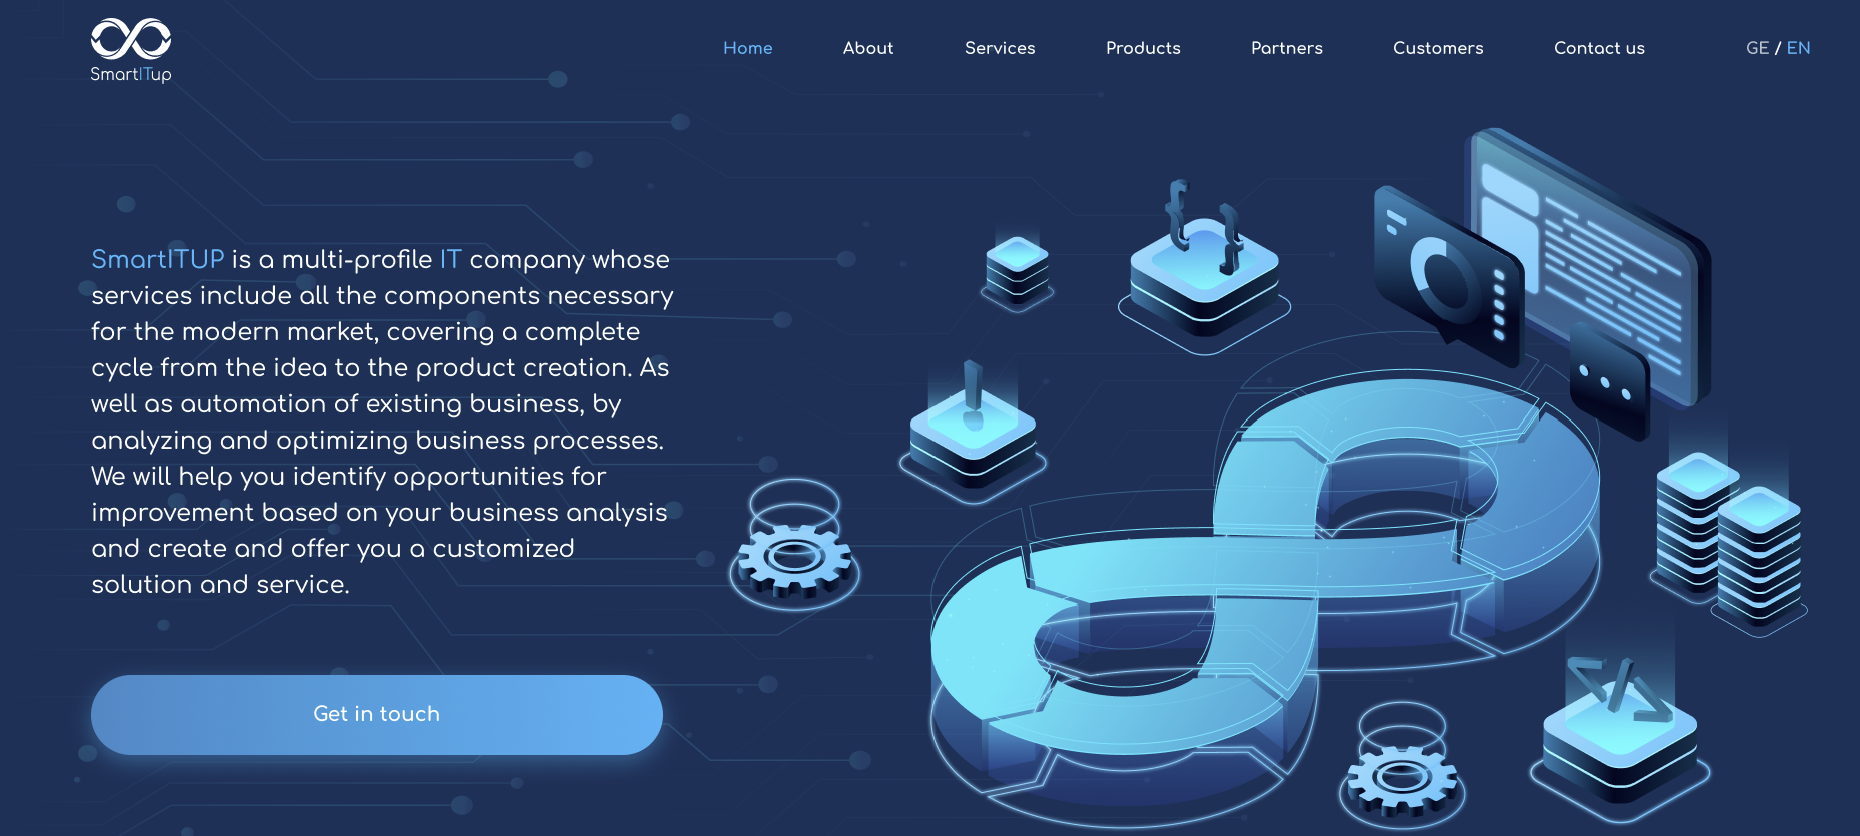 SmartITup
Home
About
Services
Products
Partners
Customers
Contact us
GE / EN
SmartITUP is a multi-profile IT company whose
services include all the components necessary
for the modern market, covering a complete
cycle from the idea to the product creation. As
well as automation of existing business, by
analyzing and optimizing business processes.
We will help you identify opportunities for
improvement based on your business analysis
and create and offer you a customized
solution and service.
Get in touch